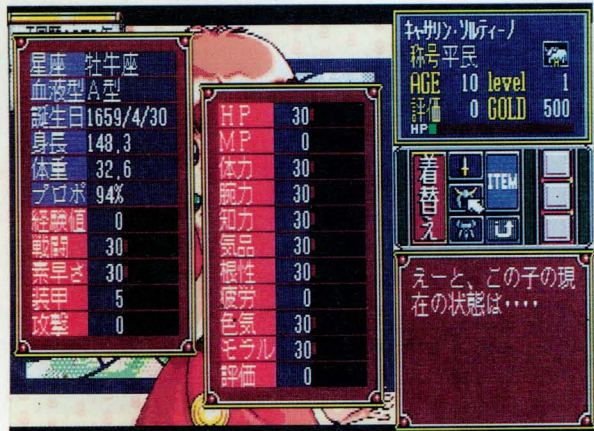 星座 牡牛座
血液型 A型
誕生日 1659/4/30
身長 148,3
体重 32,6
プロポ 94%
経験値 0
戦闘 30
素早さ 30
装甲 5
攻撃 0
HP 30
MP 0
体力 30
腕力 30
知力 30
気品 30
根性 30
疲労 0
色気 30
モラル 30
評価 0
キャサリン・ソルティーノ
称号 平民
AGE 10 level 1
評価 0 GOLD 500
HP
着替え
ITEM
えーと、この子の現
在の状態は‥‥